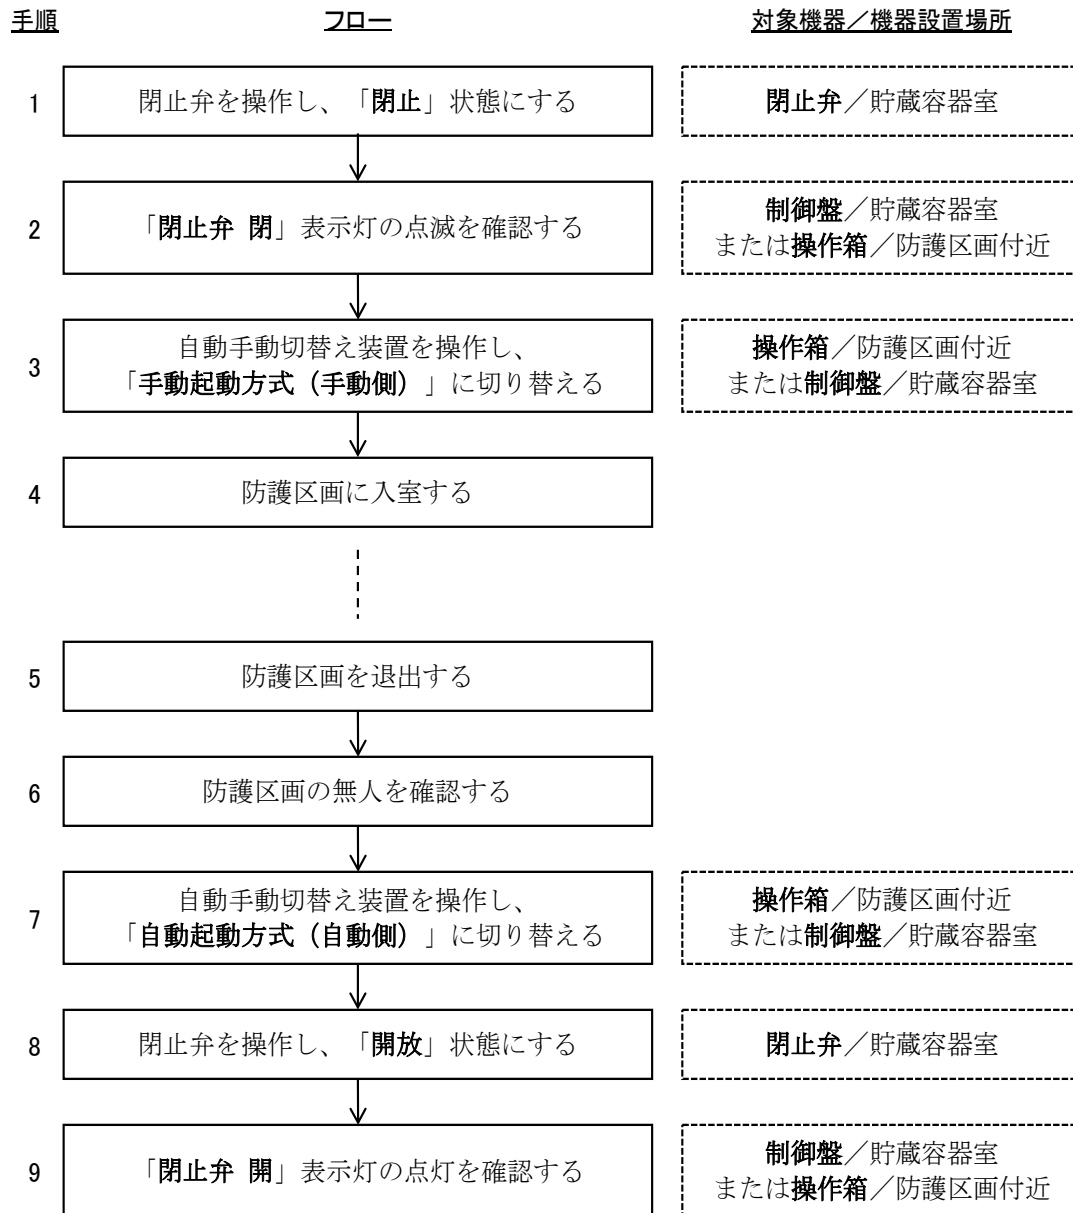 手順 フロー 対象機器／機器設置場所
1 閉止弁を操作し、「閉止」状態にする 閉止弁／貯蔵容器室
2 「閉止弁 閉」表示灯の点滅を確認する 制御盤／貯蔵容器室
または操作箱／防護区画付近
3 自動手動切替え装置を操作し、
「手動起動方式（手動側）」に切り替える 操作箱／防護区画付近
または制御盤／貯蔵容器室
4 防護区画に入室する
5 防護区画を退出する
6 防護区画の無人を確認する
7 自動手動切替え装置を操作し、
「自動起動方式（自動側）」に切り替える 操作箱／防護区画付近
または制御盤／貯蔵容器室
8 閉止弁を操作し、「開放」状態にする 閉止弁／貯蔵容器室
9 「閉止弁 開」表示灯の点灯を確認する 制御盤／貯蔵容器室
または操作箱／防護区画付近